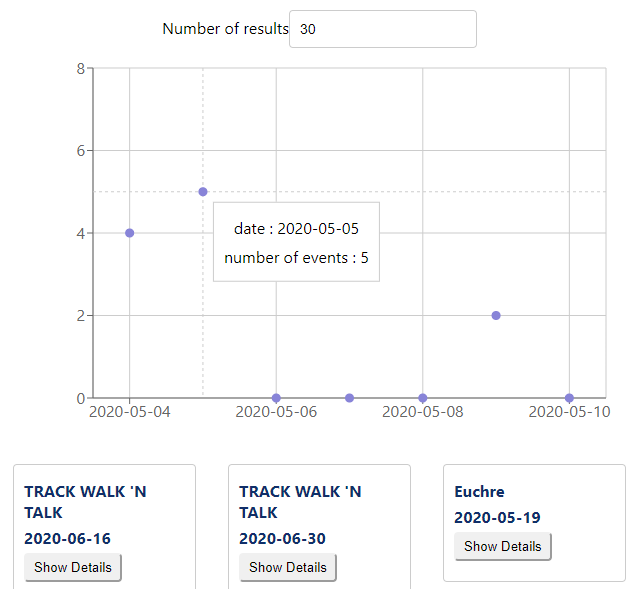 Number of results 30
8
6
4
2
0
date : 2020-05-05
number of events : 5
2020-05-04 2020-05-06 2020-05-08 2020-05-10
TRACK WALK 'N
TALK
2020-06-16
Show Details
TRACK WALK 'N
TALK
2020-06-30
Show Details
Euchre
2020-05-19
Show Details